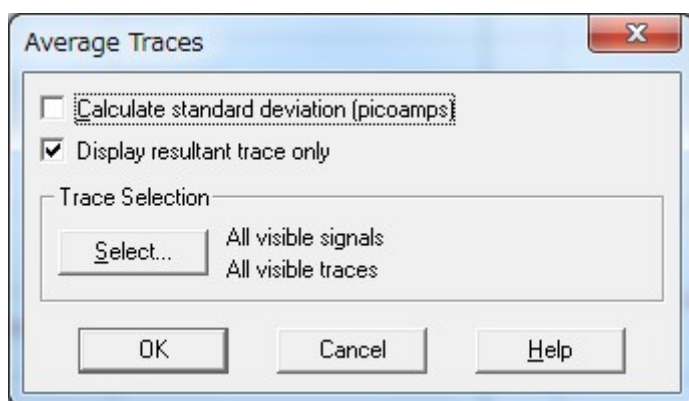 Average Traces
Calculate standard deviation (picoamps)
Display resultant trace only
Trace Selection
Select...
All visible signals
All visible traces
OK
Cancel
Help